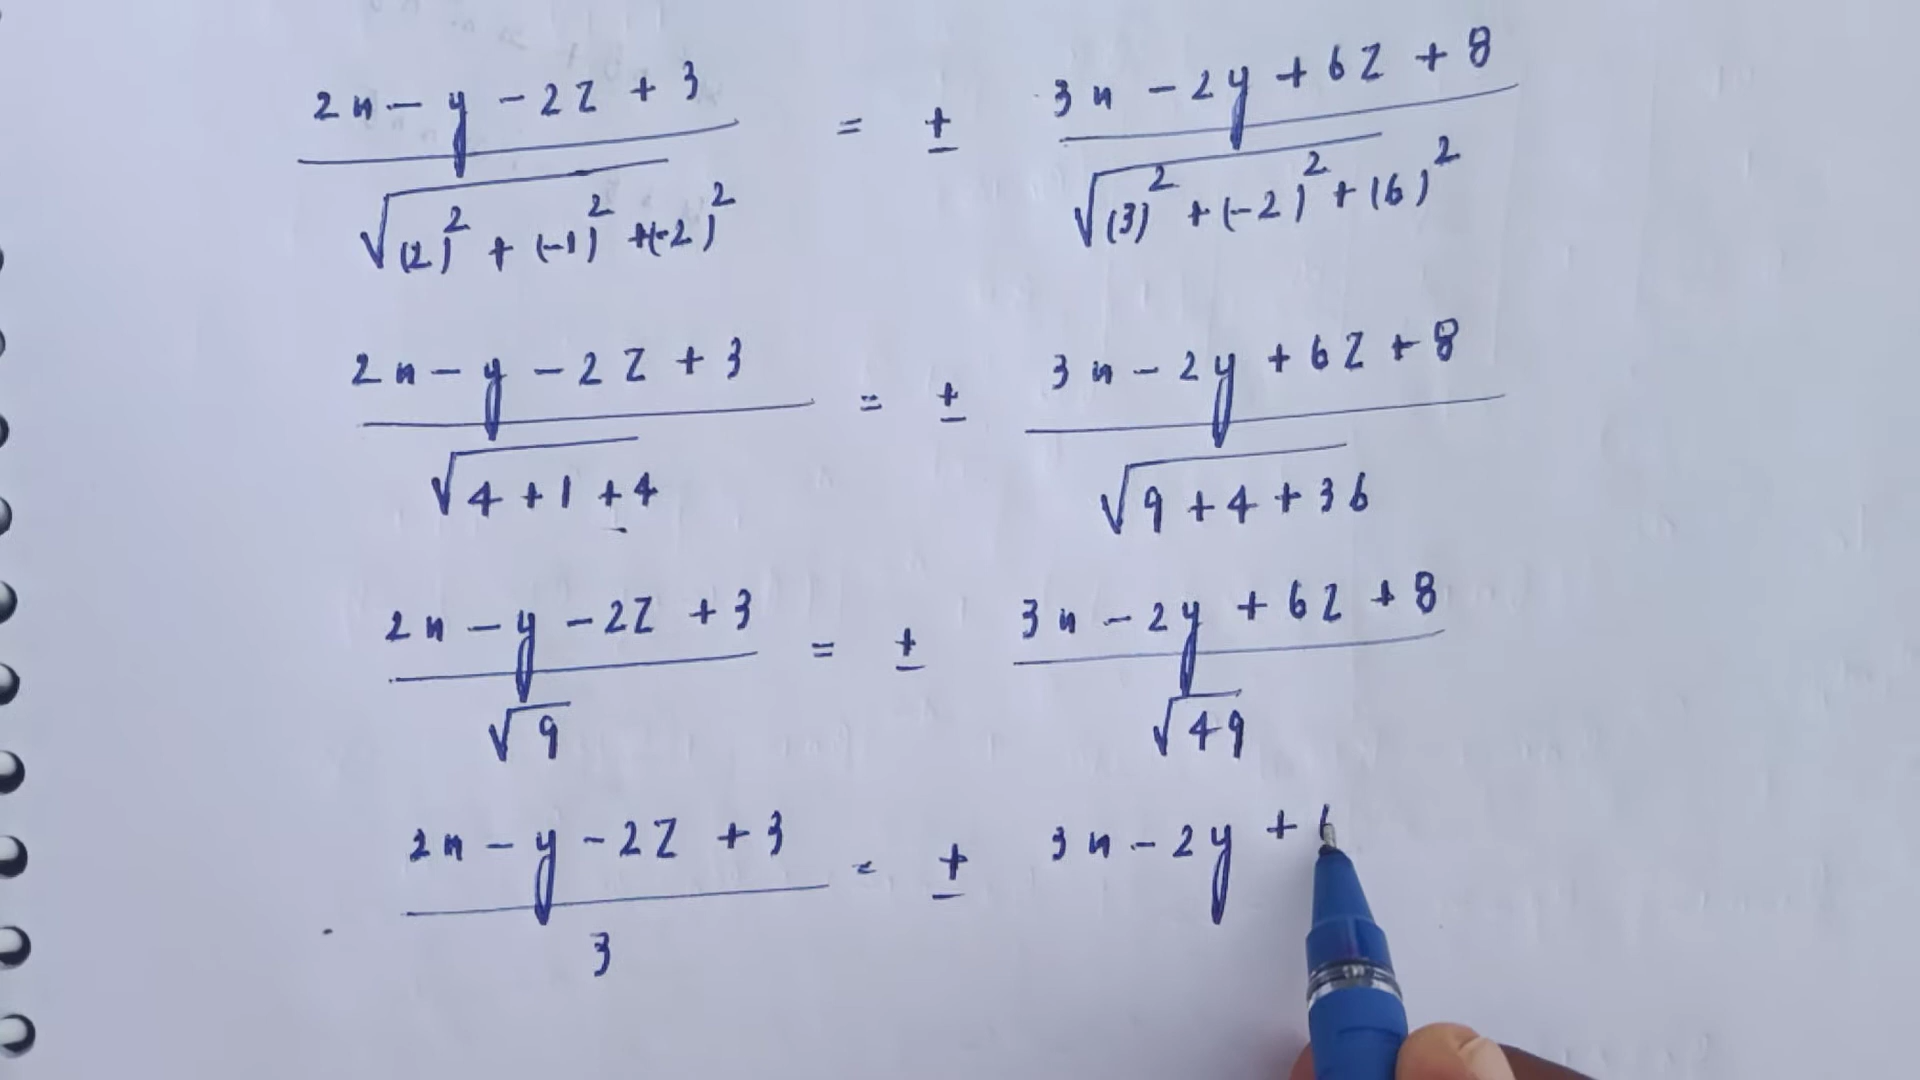 2x - y - 2z + 3 = ± 3x - 2y + 6z + 8
√(2)² + (-1)² + (-2)² √(3)² + (-2)² + (6)²
2x - y - 2z + 3 = ± 3x - 2y + 6z + 8
√4 + 1 + 4 √9 + 4 + 36
2x - y - 2z + 3 = ± 3x - 2y + 6z + 8
√9 √49
2x - y - 2z + 3 = ± 3x - 2y + 6
3